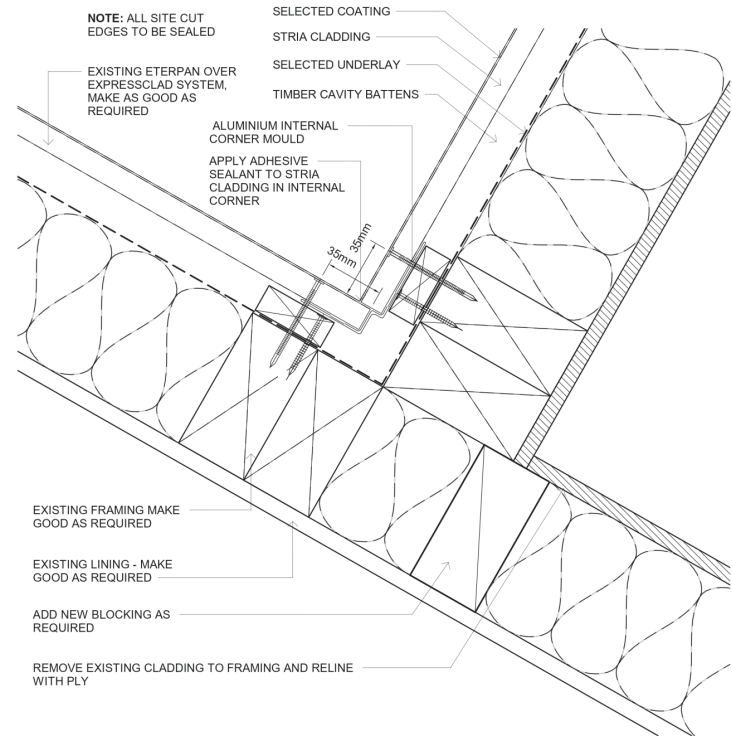 NOTE: ALL SITE CUT
EDGES TO BE SEALED
SELECTED COATING
STRIA CLADDING
SELECTED UNDERLAY
TIMBER CAVITY BATTENS
EXISTING ETERPAN OVER
EXPRESSCLAD SYSTEM,
MAKE AS GOOD AS
REQUIRED
ALUMINIUM INTERNAL
CORNER MOULD
APPLY ADHESIVE
SEALANT TO STRIA
CLADDING IN INTERNAL
CORNER
35mm
35mm
EXISTING FRAMING MAKE
GOOD AS REQUIRED
EXISTING LINING - MAKE
GOOD AS REQUIRED
ADD NEW BLOCKING AS
REQUIRED
REMOVE EXISTING CLADDING TO FRAMING AND RELINE
WITH PLY